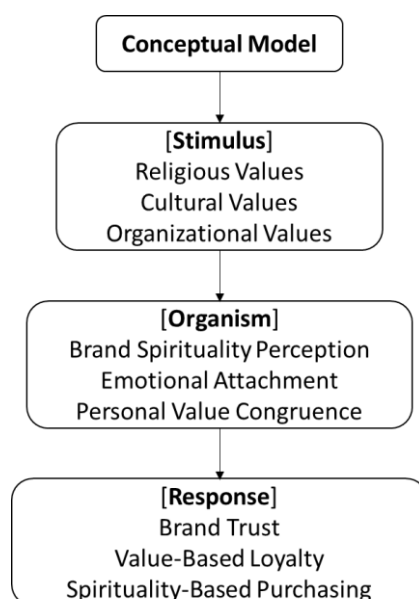 Conceptual Model
[Stimulus]
Religious Values
Cultural Values
Organizational Values
[Organism]
Brand Spirituality Perception
Emotional Attachment
Personal Value Congruence
[Response]
Brand Trust
Value-Based Loyalty
Spirituality-Based Purchasing